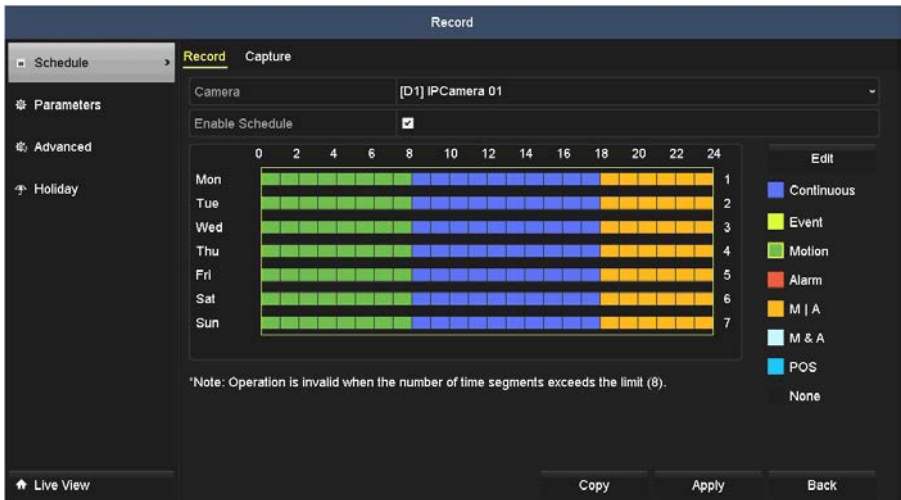 Record
Schedule
Parameters
Advanced
Holiday
Live View
Record Capture
Camera [D1] IPCamera 01
Enable Schedule
0 2 4 6 8 10 12 14 16 18 20 22 24
Mon 1
Tue 2
Wed 3
Thu 4
Fri 5
Sat 6
Sun 7
Edit
Continuous
Event
Motion
Alarm
M | A
M & A
POS
None
*Note: Operation is invalid when the number of time segments exceeds the limit (8).
Copy Apply Back